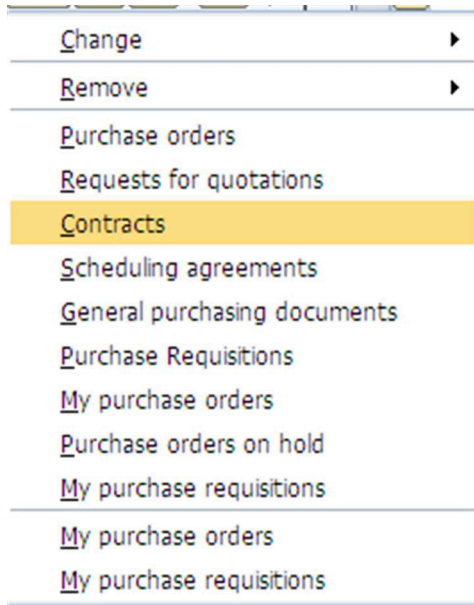 Change
Remove
Purchase orders
Requests for quotations
Contracts
Scheduling agreements
General purchasing documents
Purchase Requisitions
My purchase orders
Purchase orders on hold
My purchase requisitions
My purchase orders
My purchase requisitions